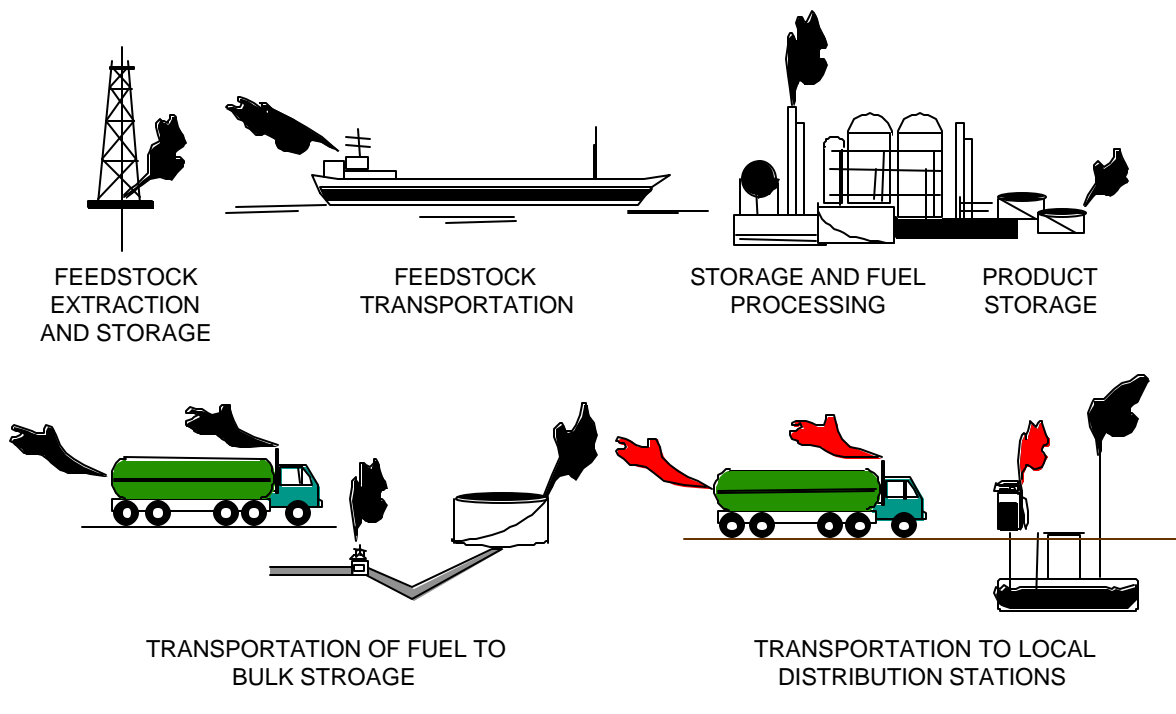 FEEDSTOCK
EXTRACTION
AND STORAGE
FEEDSTOCK
TRANSPORTATION
STORAGE AND FUEL
PROCESSING
PRODUCT
STORAGE
TRANSPORTATION OF FUEL TO
BULK STROAGE
TRANSPORTATION TO LOCAL
DISTRIBUTION STATIONS